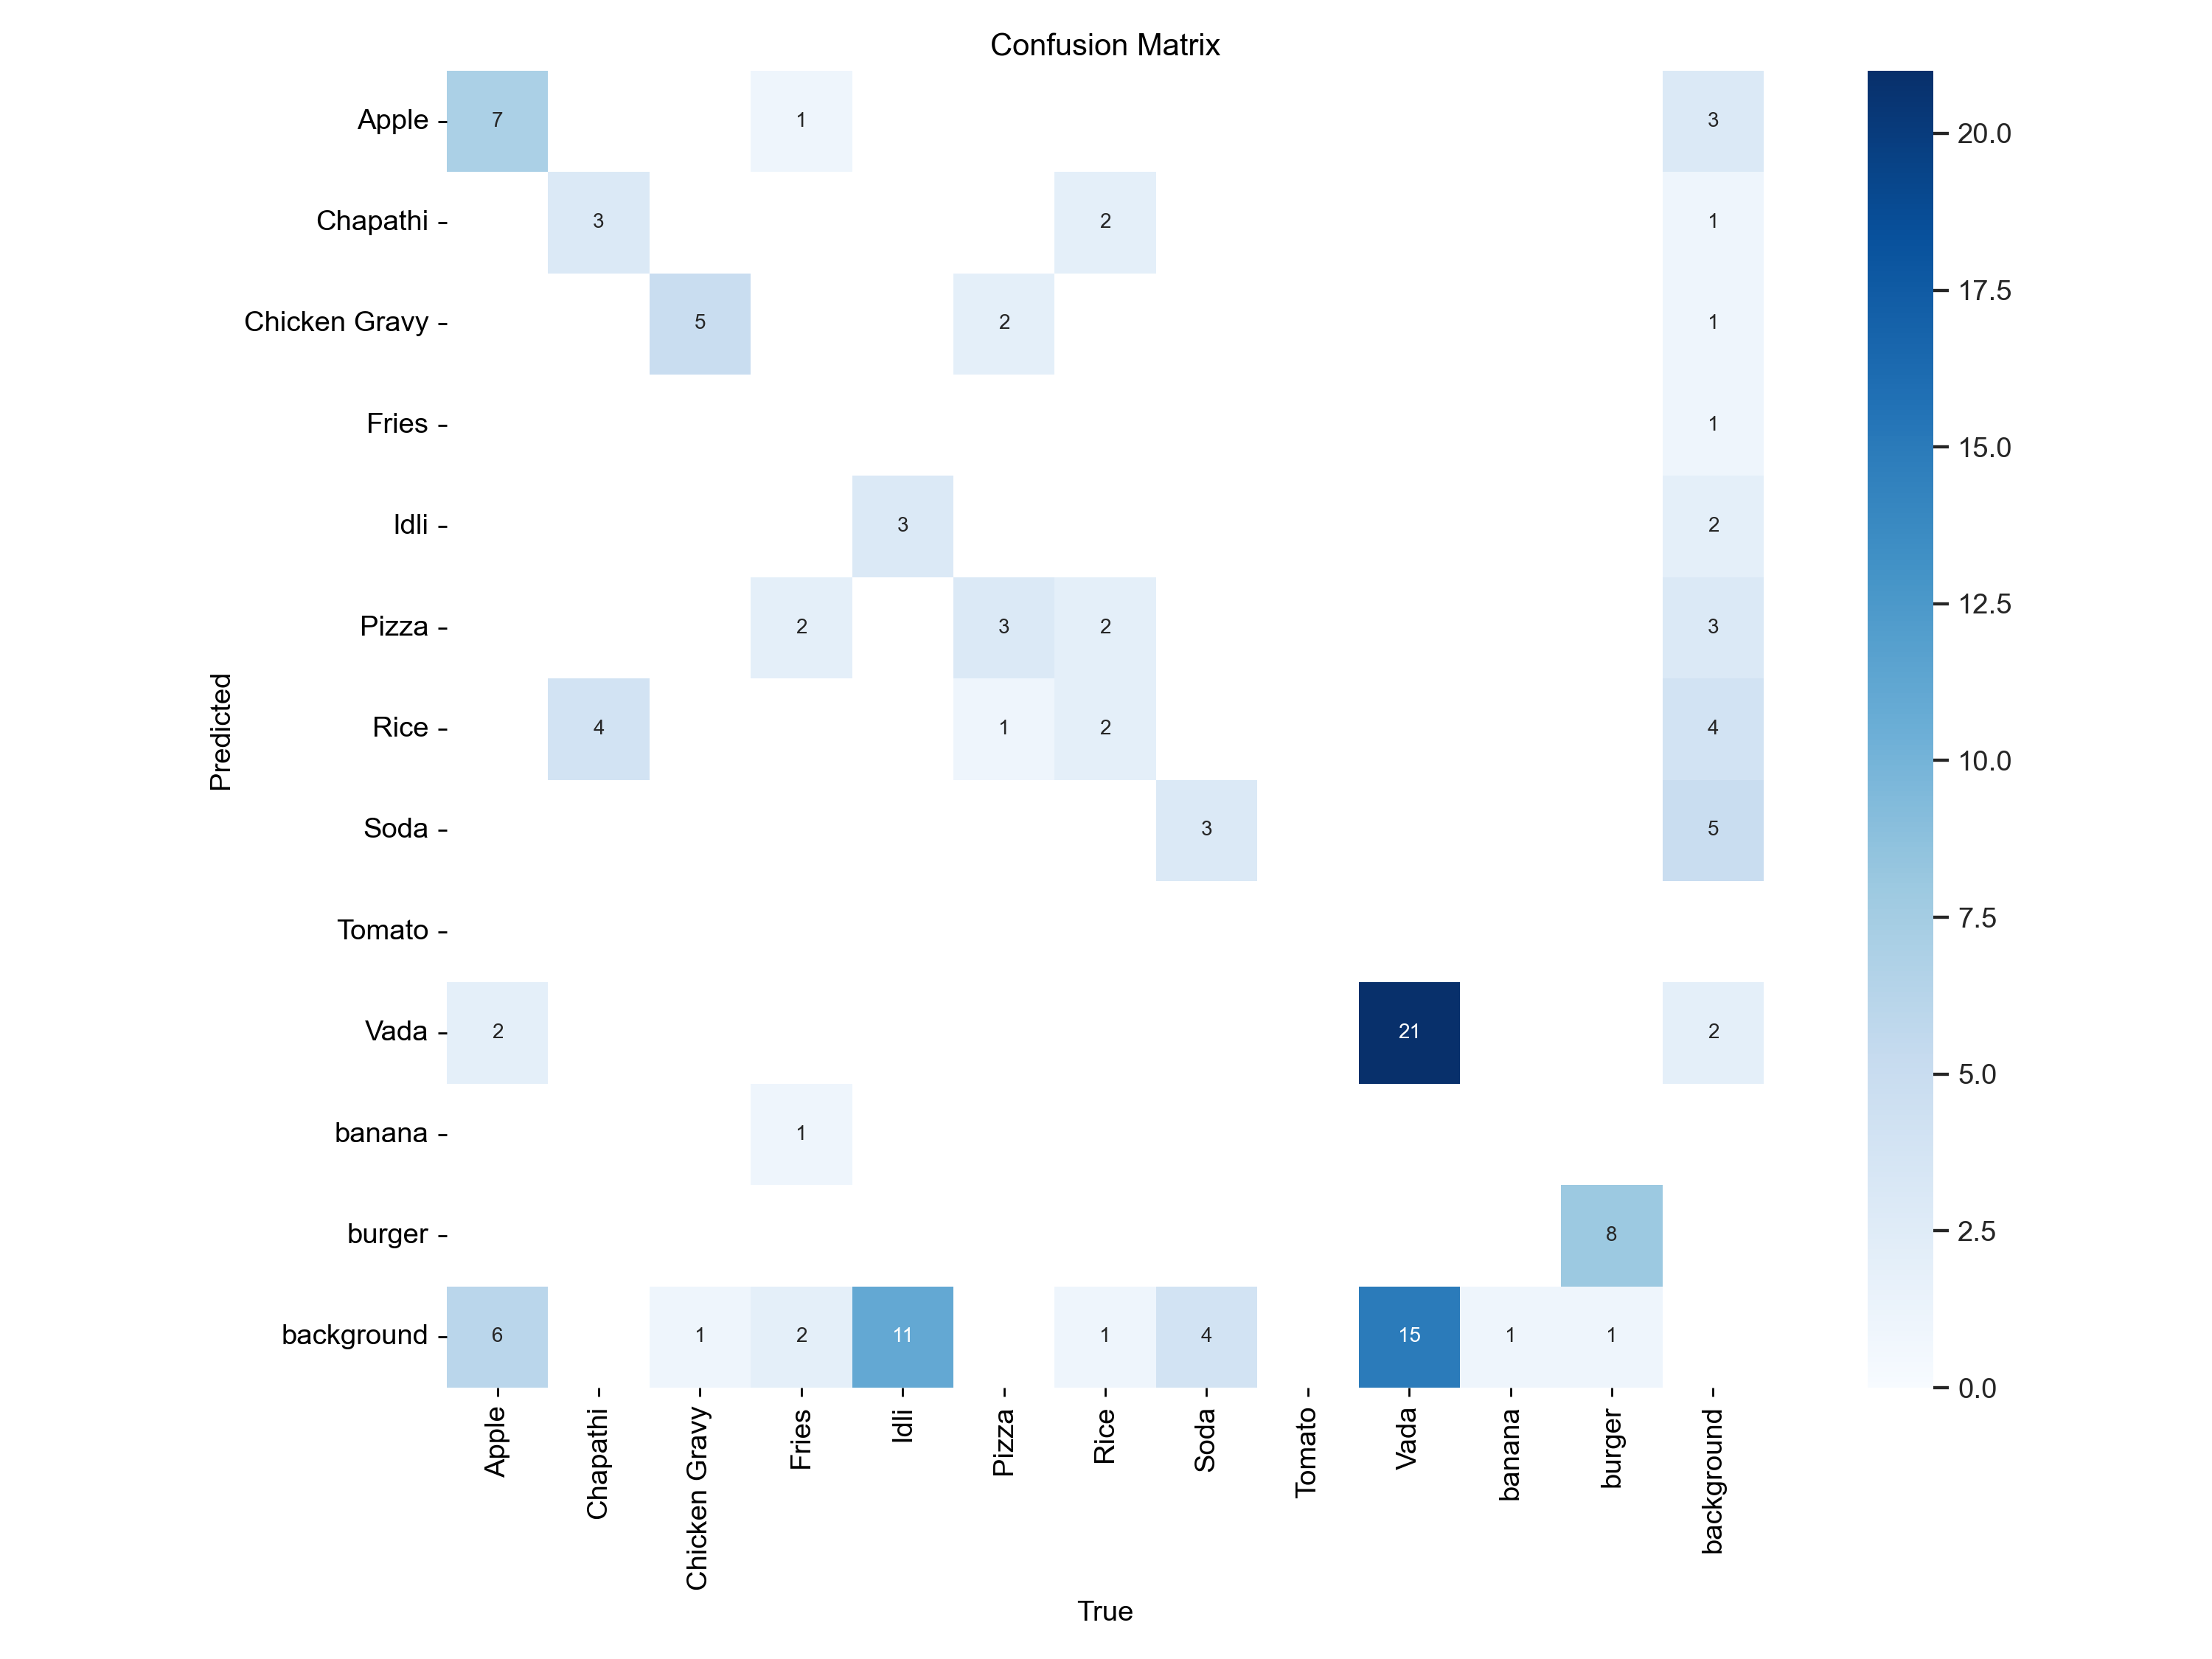 Confusion Matrix
Apple 7 1 3
Chapathi 3 2 1
Chicken Gravy 5 2 1
Fries 1
Idli 3 2
Pizza 2 3 2 3
Rice 4 1 2 4
Soda 3 5
Tomato
Vada 2 21 2
banana 1
burger 8
background 6 1 2 11 1 4 15 1 1
Predicted
Apple Chapathi Chicken Gravy Fries Idli Pizza Rice Soda Tomato Vada banana burger background
True
20.0
17.5
15.0
12.5
10.0
7.5
5.0
2.5
0.0